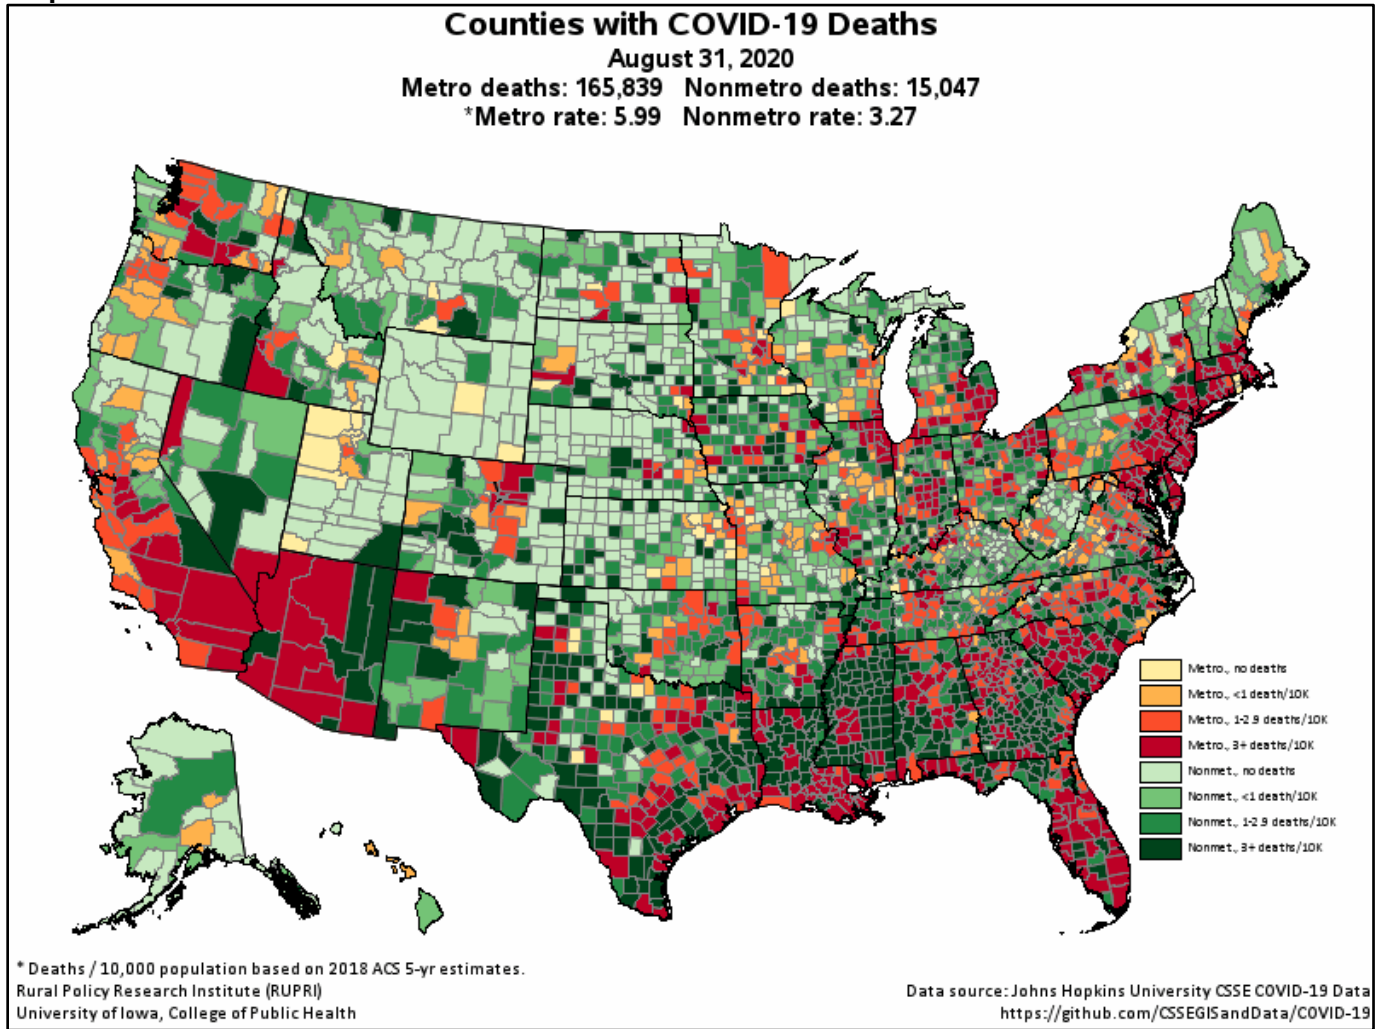 Counties with COVID-19 Deaths
August 31, 2020
Metro deaths: 165,839 Nonmetro deaths: 15,047
*Metro rate: 5.99 Nonmetro rate: 3.27
Metro., no deaths
Metro., <1 death/10K
Metro., 1-2.9 deaths/10K
Metro., 3+ deaths/10K
Nonmet., no deaths
Nonmet., <1 death/10K
Nonmet., 1-2.9 deaths/10K
Nonmet., 3+ deaths/10K
* Deaths / 10,000 population based on 2018 ACS 5-yr estimates.
Rural Policy Research Institute (RUPRI)
University of Iowa, College of Public Health
Data source: Johns Hopkins University CSSE COVID-19 Data
https://github.com/CSSEGISandData/COVID-19